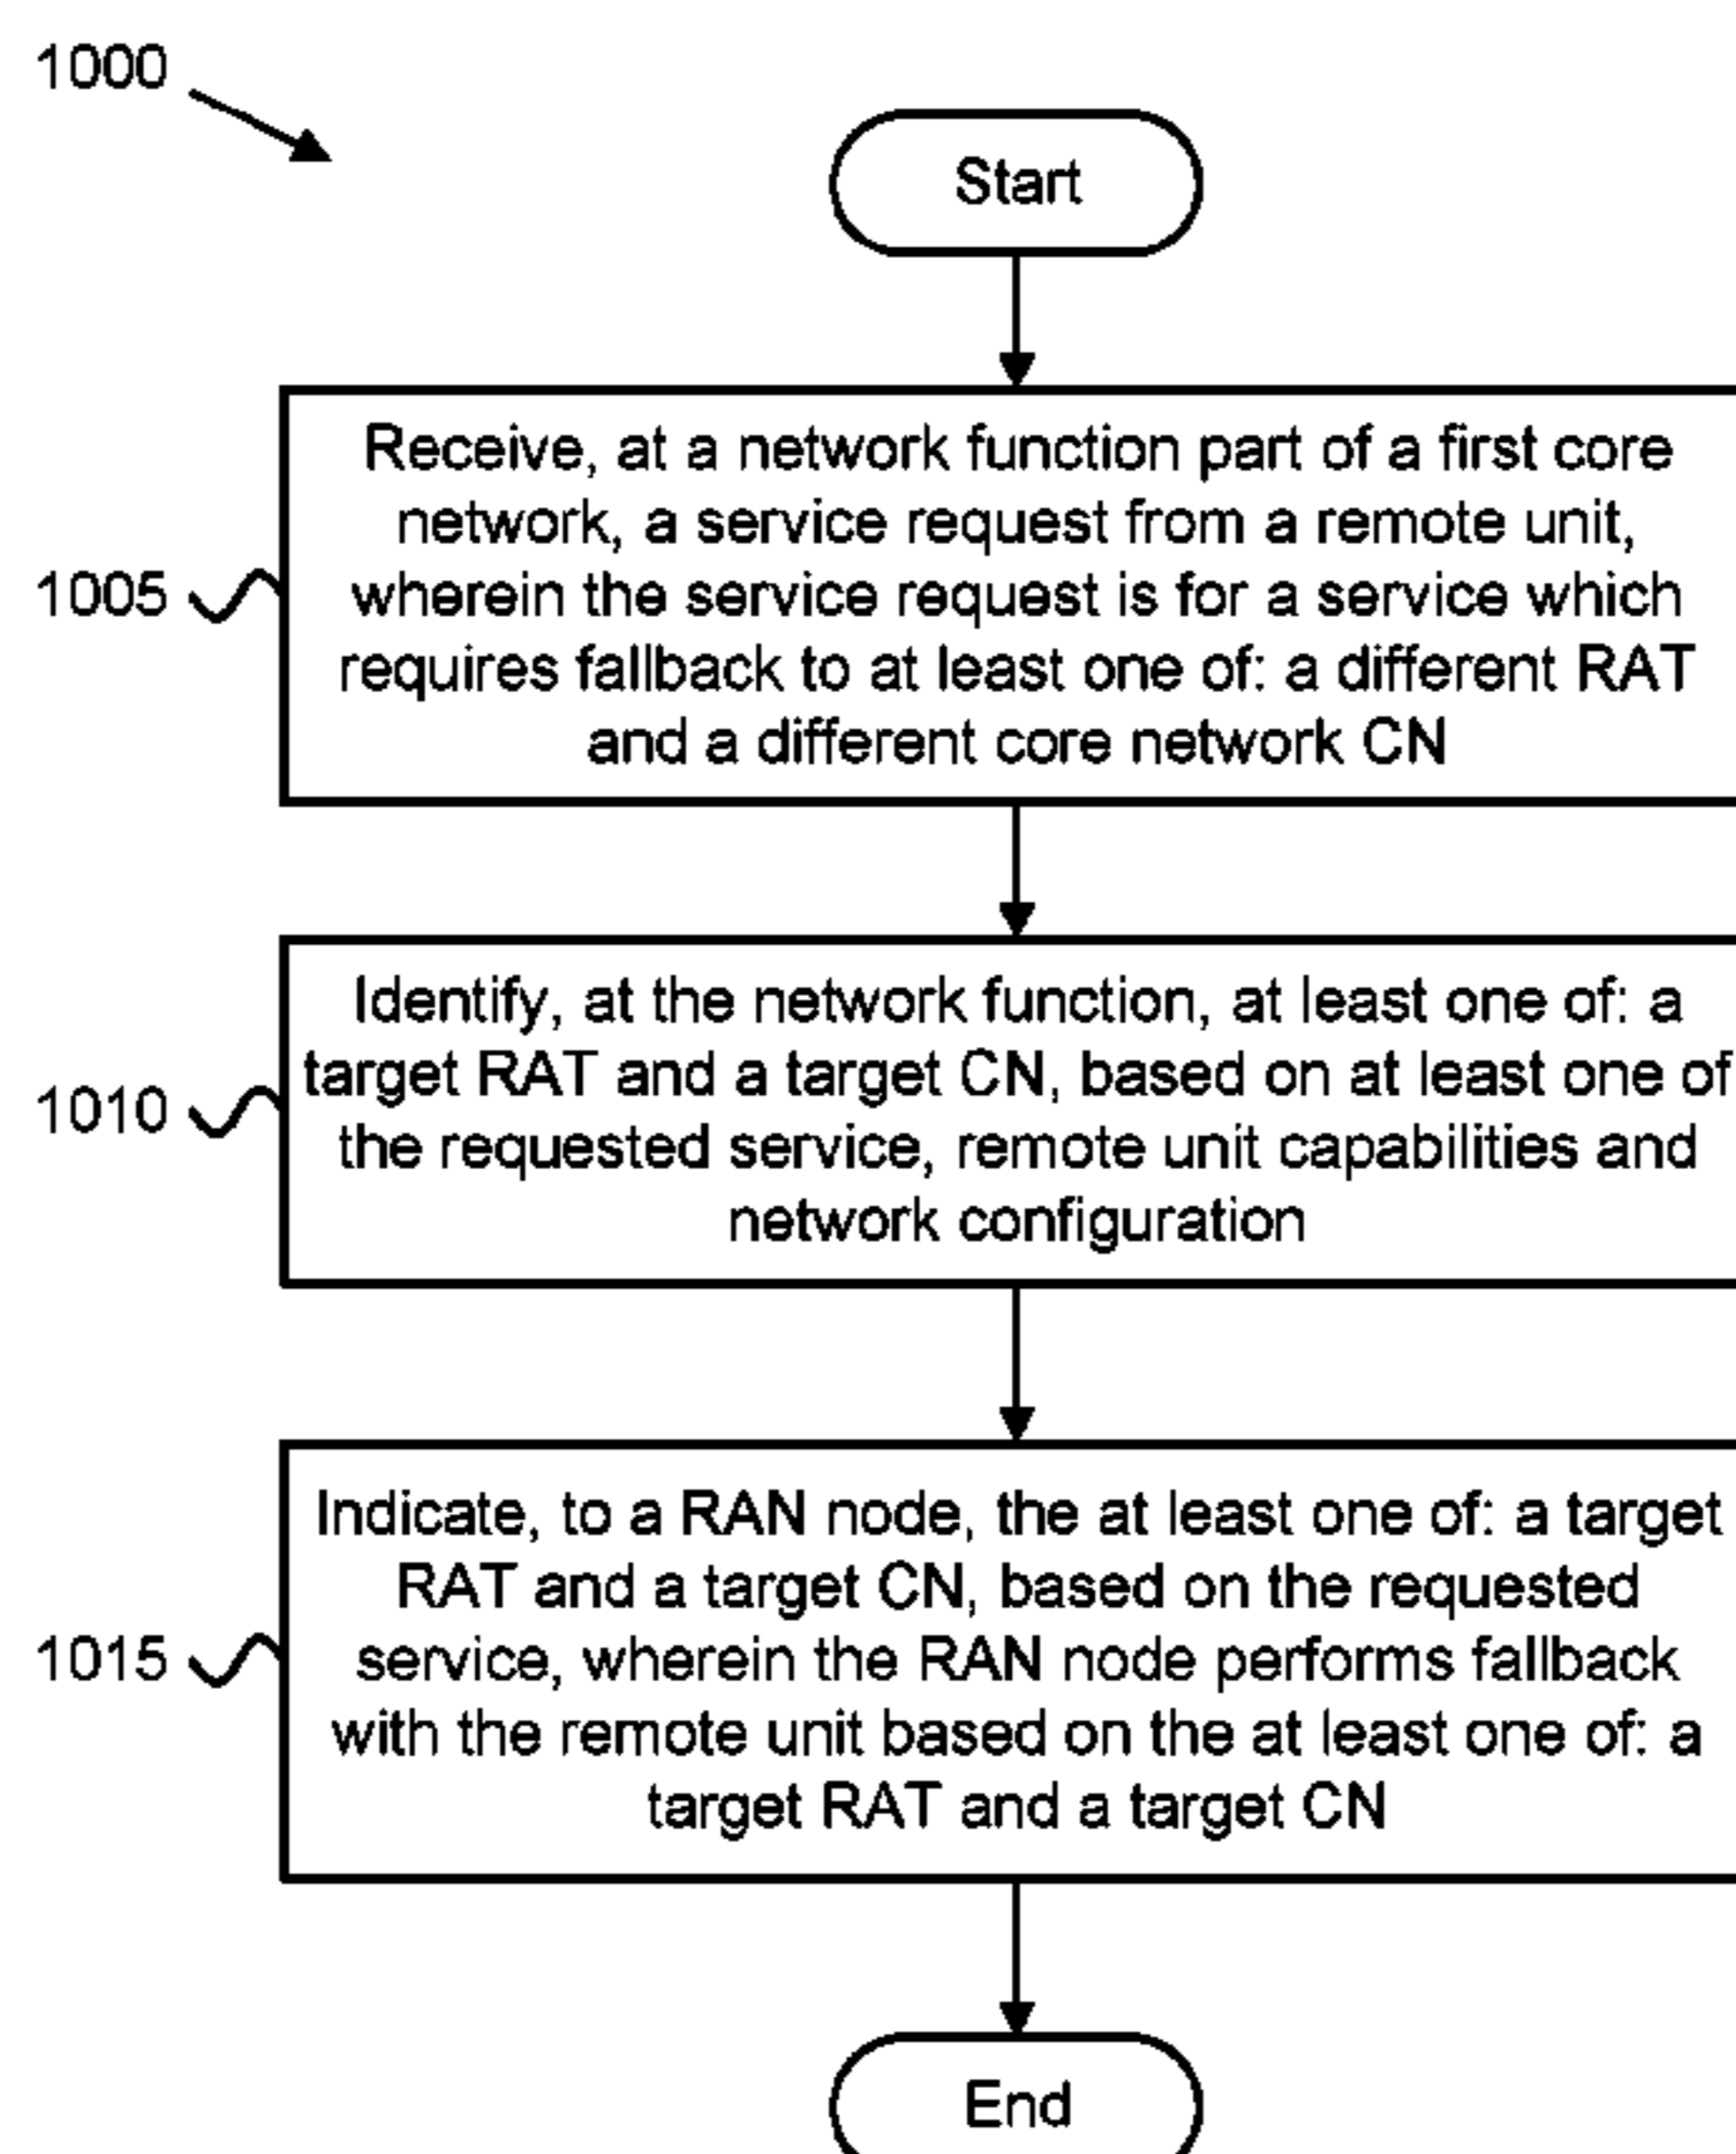 1000
Start
Receive, at a network function part of a first core
network, a service request from a remote unit,
wherein the service request is for a service which
requires fallback to at least one of: a different RAT
and a different core network CN
1005
Identify, at the network function, at least one of: a
target RAT and a target CN, based on at least one of
the requested service, remote unit capabilities and
network configuration
1010
Indicate, to a RAN node, the at least one of: a target
RAT and a target CN, based on the requested
service, wherein the RAN node performs fallback
with the remote unit based on the at least one of: a
target RAT and a target CN
1015
End